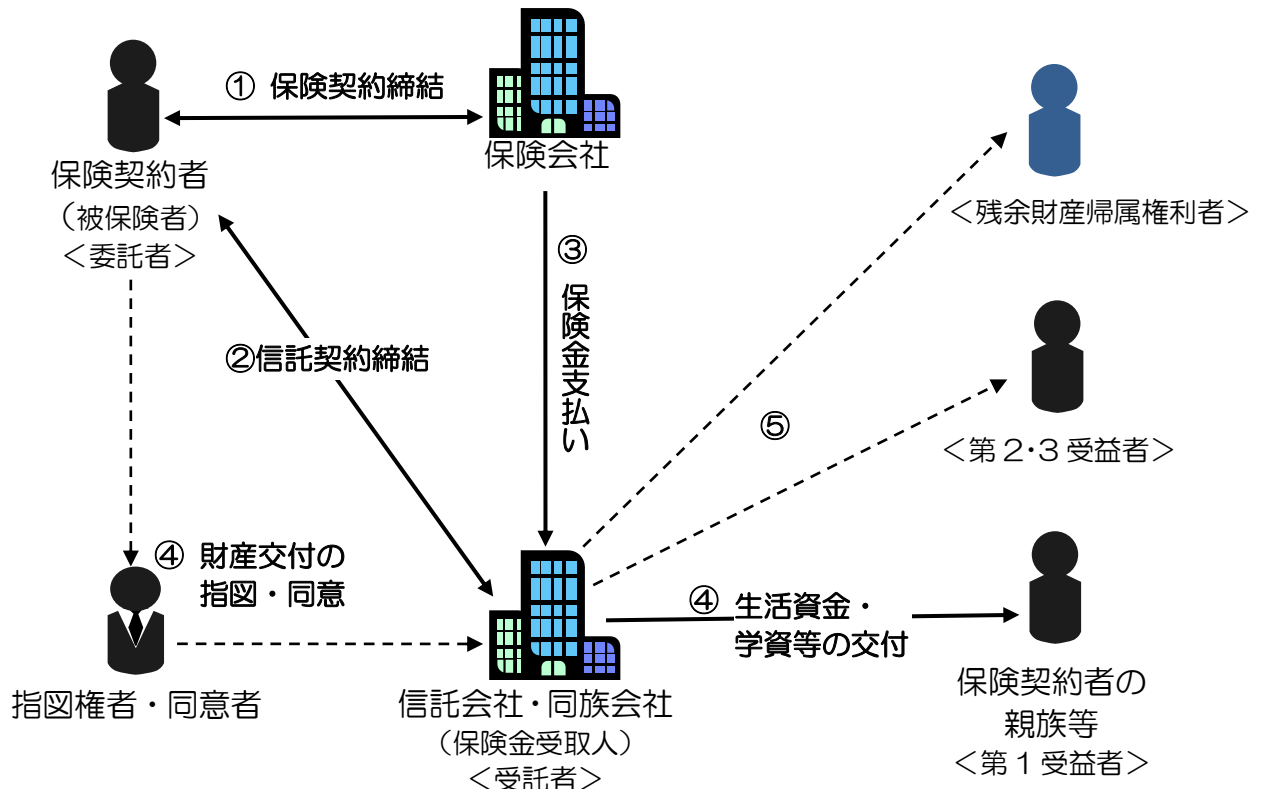 ① 保険契約締結
保険契約者
（被保険者）
＜委託者＞
保険会社
＜残余財産帰属権利者＞
②信託契約締結
③
保険金支払い
⑤
＜第２･３受益者＞
④ 財産交付の
指図・同意
指図権者・同意者
信託会社･同族会社
（保険金受取人）
＜受託者＞
④ 生活資金・
学資等の交付
保険契約者の
親族等
＜第１受益者＞